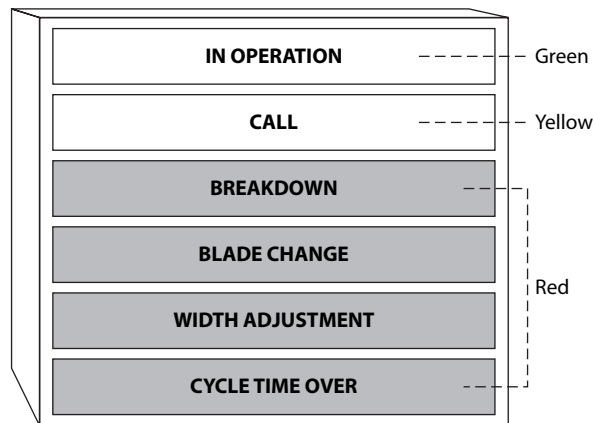 IN OPERATION
Green
CALL
Yellow
BREAKDOWN
BLADE CHANGE
Red
WIDTH ADJUSTMENT
CYCLE TIME OVER